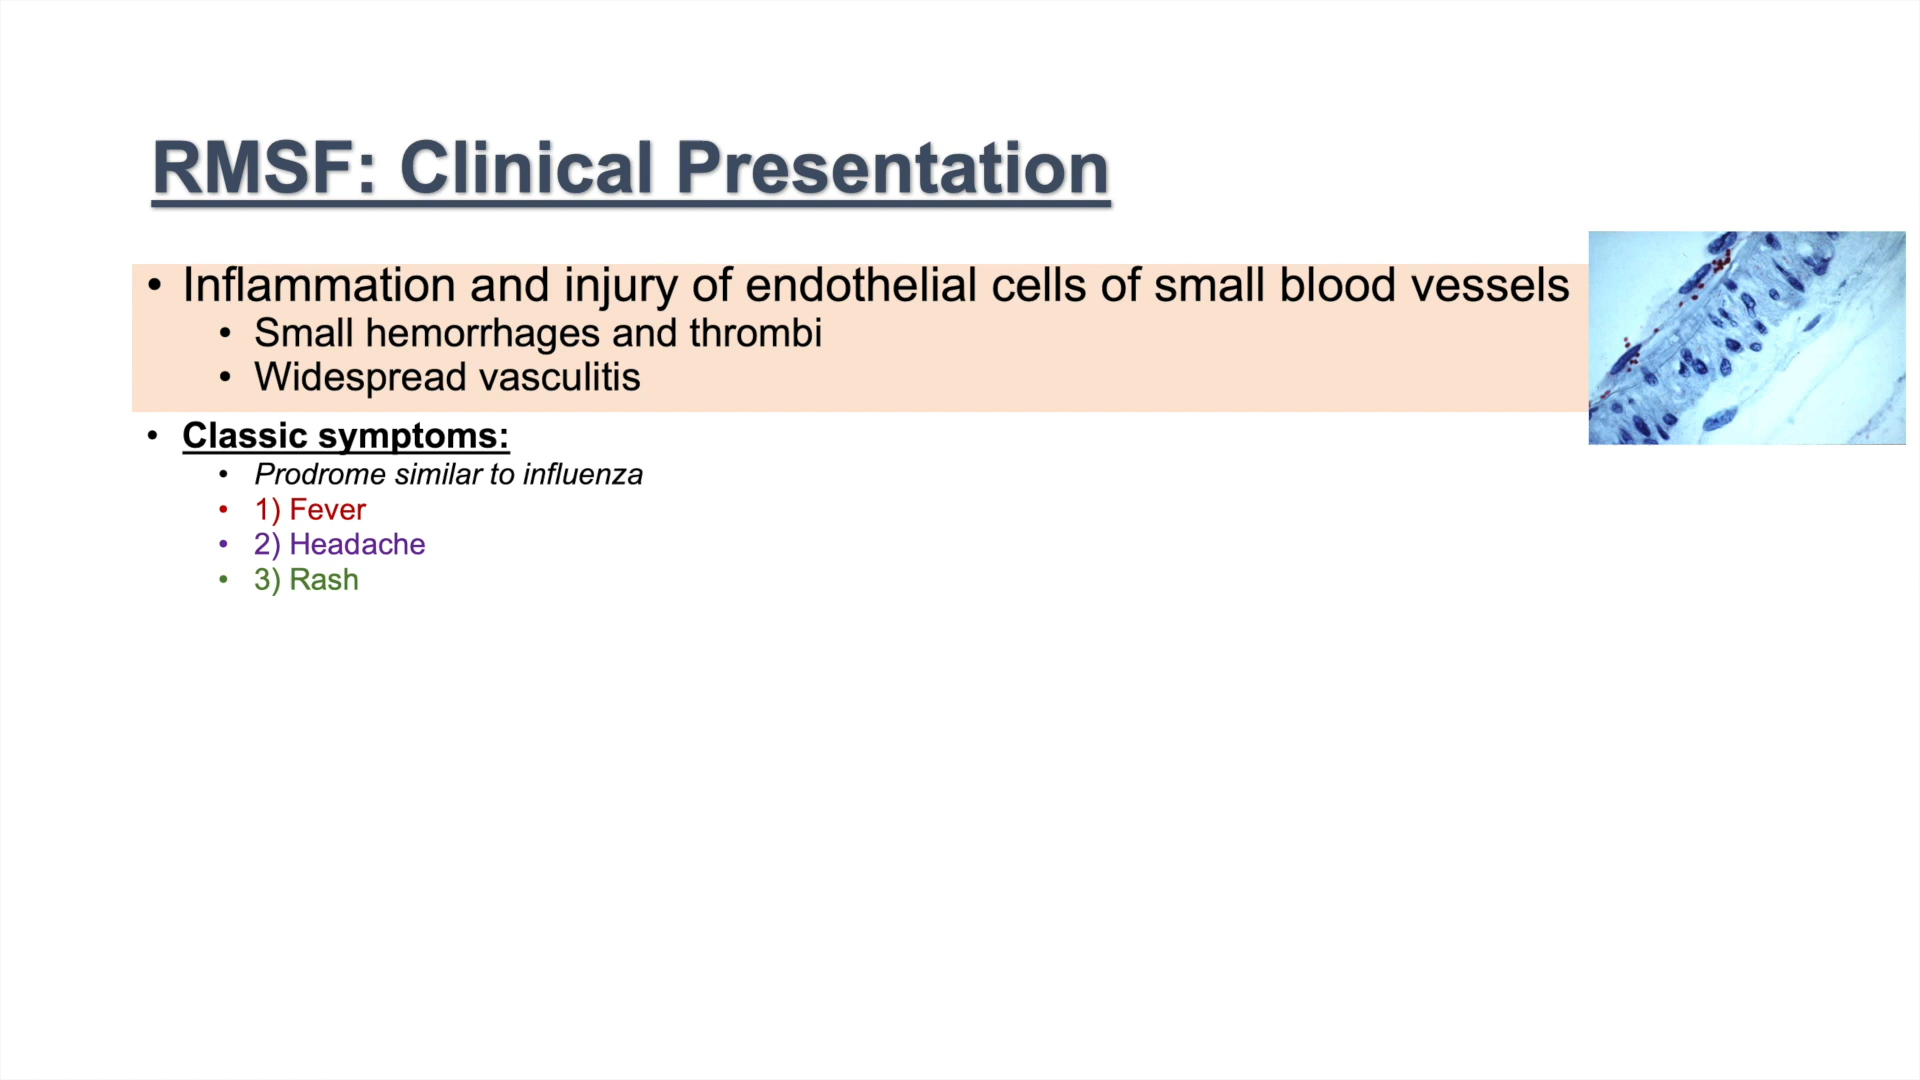 RMSF: Clinical Presentation
• Inflammation and injury of endothelial cells of small blood vessels
• Small hemorrhages and thrombi
• Widespread vasculitis
• Classic symptoms:
• Prodrome similar to influenza
• 1) Fever
• 2) Headache
• 3) Rash